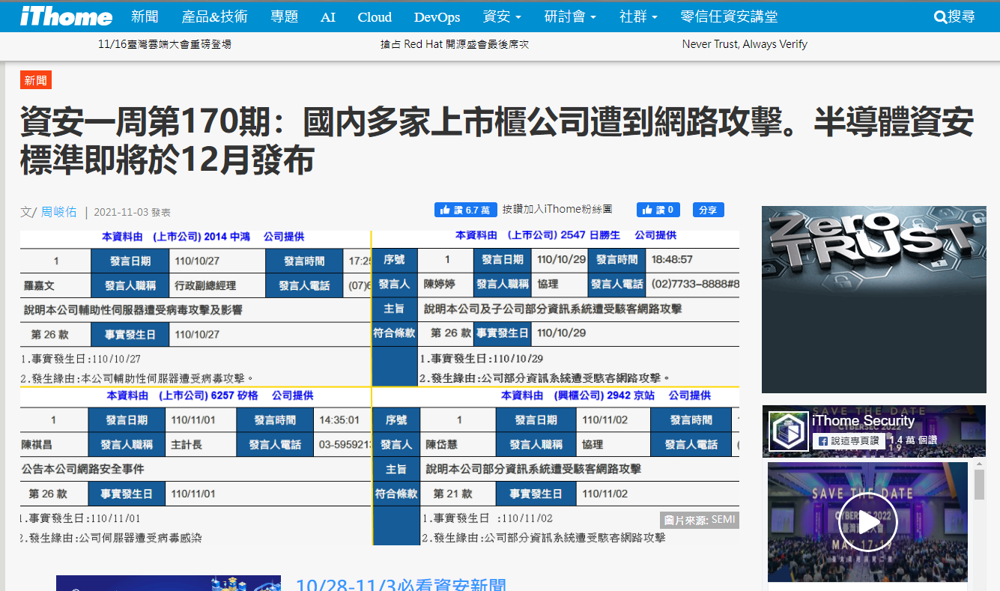 iThome 新聞 產品&技術 專題 AI Cloud DevOps 資安 研討會 社群 零信任資安講堂 搜尋
11/16臺灣雲端大會重磅登場 搶占 Red Hat 開源盛會最後席次 Never Trust, Always Verify
新聞
資安一周第170期：國內多家上市櫃公司遭到網路攻擊。半導體資安
標準即將於12月發布
文/ 周峻佑 | 2021-11-03 發表
讚 6.7 萬 按讚加入iThome粉絲團 讚 0 分享
本資料由 (上市公司) 2014 中鴻 公司提供
1 發言日期 110/10/27 發言時間 17:25
羅嘉文 發言人職稱 行政副總經理 發言人電話 (07)6
說明本公司輔助性伺服器遭受病毒攻擊及影響
第 26 款 事實發生日 110/10/27
1.事實發生日:110/10/27
2.發生緣由:本公司輔助性伺服器遭受病毒攻擊。
本資料由 (上市公司) 2547 日勝生 公司提供
序號 1 發言日期 110/10/29 發言時間 18:48:57
發言人 陳婷婷 發言人職稱 協理 發言人電話 (02)7733-8888#8
主旨 說明本公司及子公司部分資訊系統遭受駭客網路攻擊
符合條款 第 26 款 事實發生日 110/10/29
1.事實發生日:110/10/29
2.發生緣由:公司部分資訊系統遭受駭客網路攻擊。
本資料由 (上市公司) 6257 矽格 公司提供
1 發言日期 110/11/01 發言時間 14:35:01
陳祺昌 發言人職稱 主計長 發言人電話 03-5959213
公告本公司網路安全事件
第 26 款 事實發生日 110/11/01
1.事實發生日:110/11/01
2.發生緣由:公司伺服器遭受病毒感染
本資料由 (興櫃公司) 2942 京站 公司提供
序號 1 發言日期 110/11/02 發言時間
發言人 陳岱慧 發言人職稱 協理 發言人電話
主旨 說明本公司部分資訊系統遭受駭客網路攻擊
符合條款 第 21 款 事實發生日 110/11/02
1.事實發生日 :110/11/02
2.發生緣由:公司部分資訊系統遭受駭客網路攻擊
圖片來源: SEMI
10/28-11/3必看資安新聞
Zero
TRUST
SAVE THE DATE
iThome Security
CYBERSEC 2022
說這專頁讚 1.4 萬 個讚
SAVE THE DATE
CYBERSEC 2022
MAY 17-19